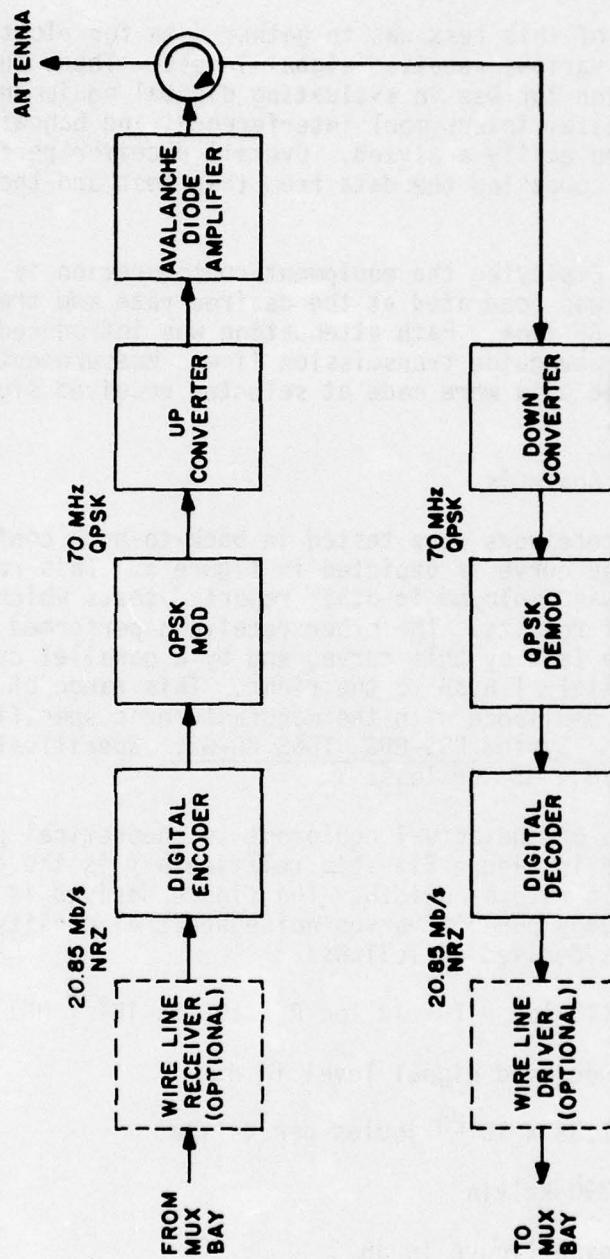 FROM
MUX
BAY
WIRE LINE
RECEIVER
(OPTIONAL)
20.85 Mb/s
NRZ
DIGITAL
ENCODER
QPSK
MOD
70 MHz
QPSK
UP
CONVERTER
AVALANCHE
DIODE
AMPLIFIER
ANTENNA
TO
MUX
BAY
WIRE LINE
DRIVER
(OPTIONAL)
20.85 Mb/s
NRZ
DIGITAL
DECODER
QPSK
DEMOD
70 MHz
QPSK
DOWN
CONVERTER